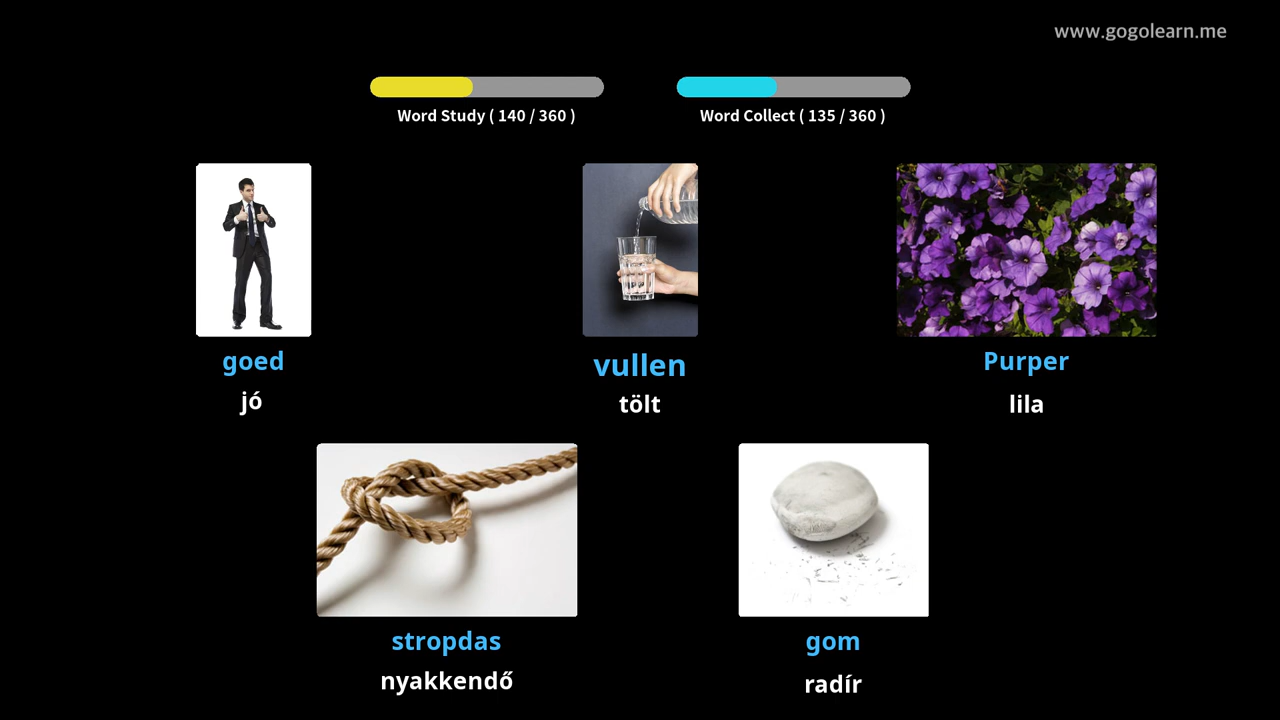 www.gogolearn.me
Word Study ( 140 / 360 )
Word Collect ( 135 / 360 )
goed
jó
vullen
tölt
Purper
lila
stropdas
nyakkendő
gom
radír